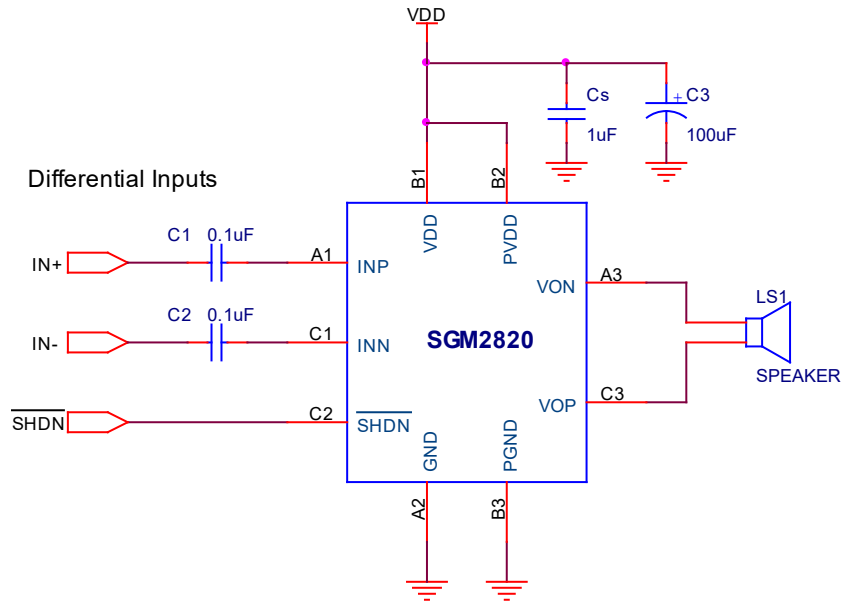 VDD
Cs
1uF
+ C3
100uF
Differential Inputs
B1
B2
VDD
PVDD
C1 0.1uF
IN+
A1
INP
C2 0.1uF
IN-
C1
INN
SHDN
C2
SHDN
SGM2820
VON
A3
VOP
C3
LS1
SPEAKER
GND
PGND
A2
B3